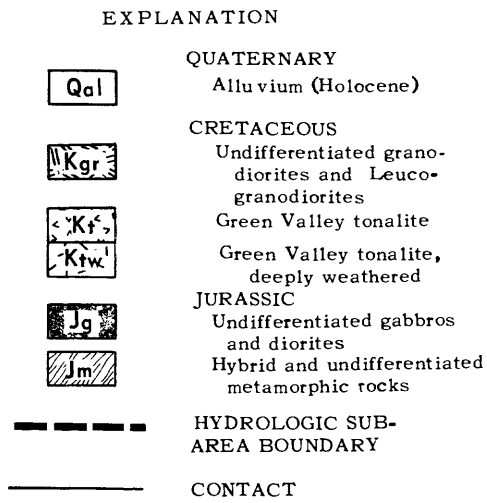 EXPLANATION
QUATERNARY
Qal
Alluvium (Holocene)
CRETACEOUS
Kgr
Undifferentiated grano-
diorites and Leuco-
granodiorites
Kt
Green Valley tonalite
Ktw
Green Valley tonalite,
deeply weathered
JURASSIC
Jg
Undifferentiated gabbros
and diorites
Jm
Hybrid and undifferentiated
metamorphic rocks
HYDROLOGIC SUB-
AREA BOUNDARY
CONTACT